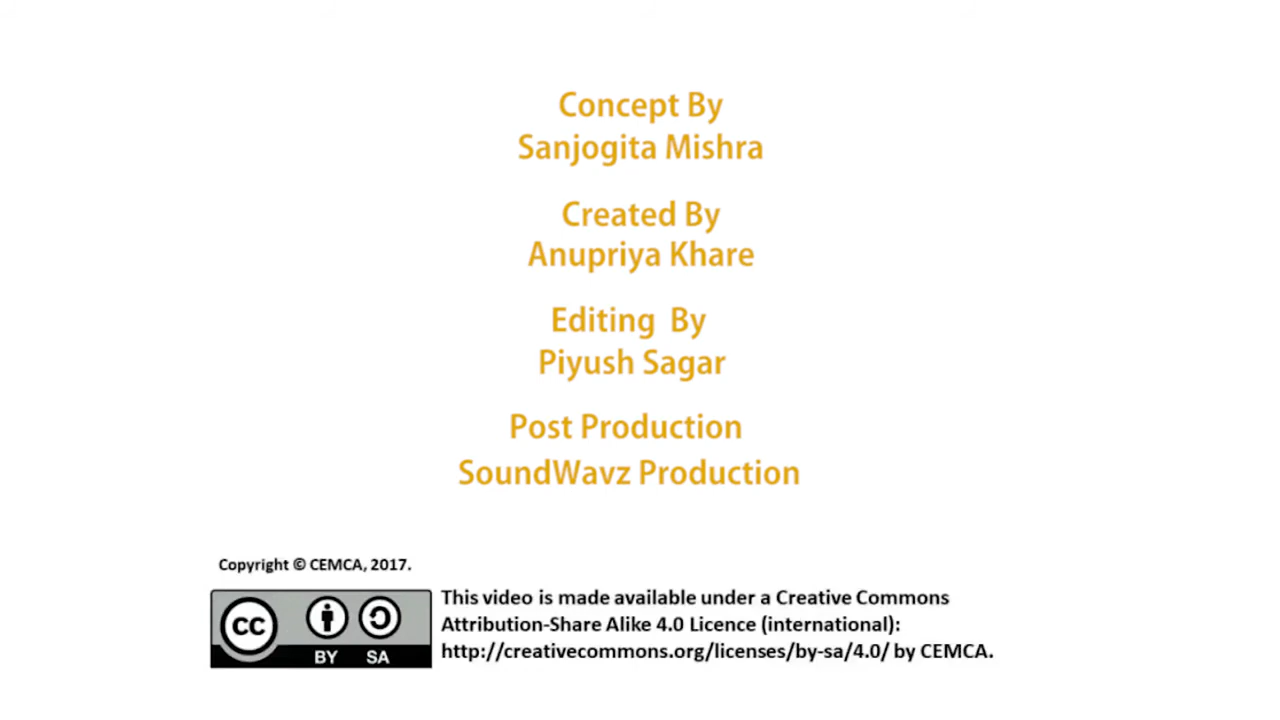 Concept By
Sanjogita Mishra
Created By
Anupriya Khare
Editing By
Piyush Sagar
Post Production
SoundWavz Production
Copyright © CEMCA, 2017.
This video is made available under a Creative Commons
Attribution-Share Alike 4.0 Licence (international):
http://creativecommons.org/licenses/by-sa/4.0/ by CEMCA.
CC
BY SA